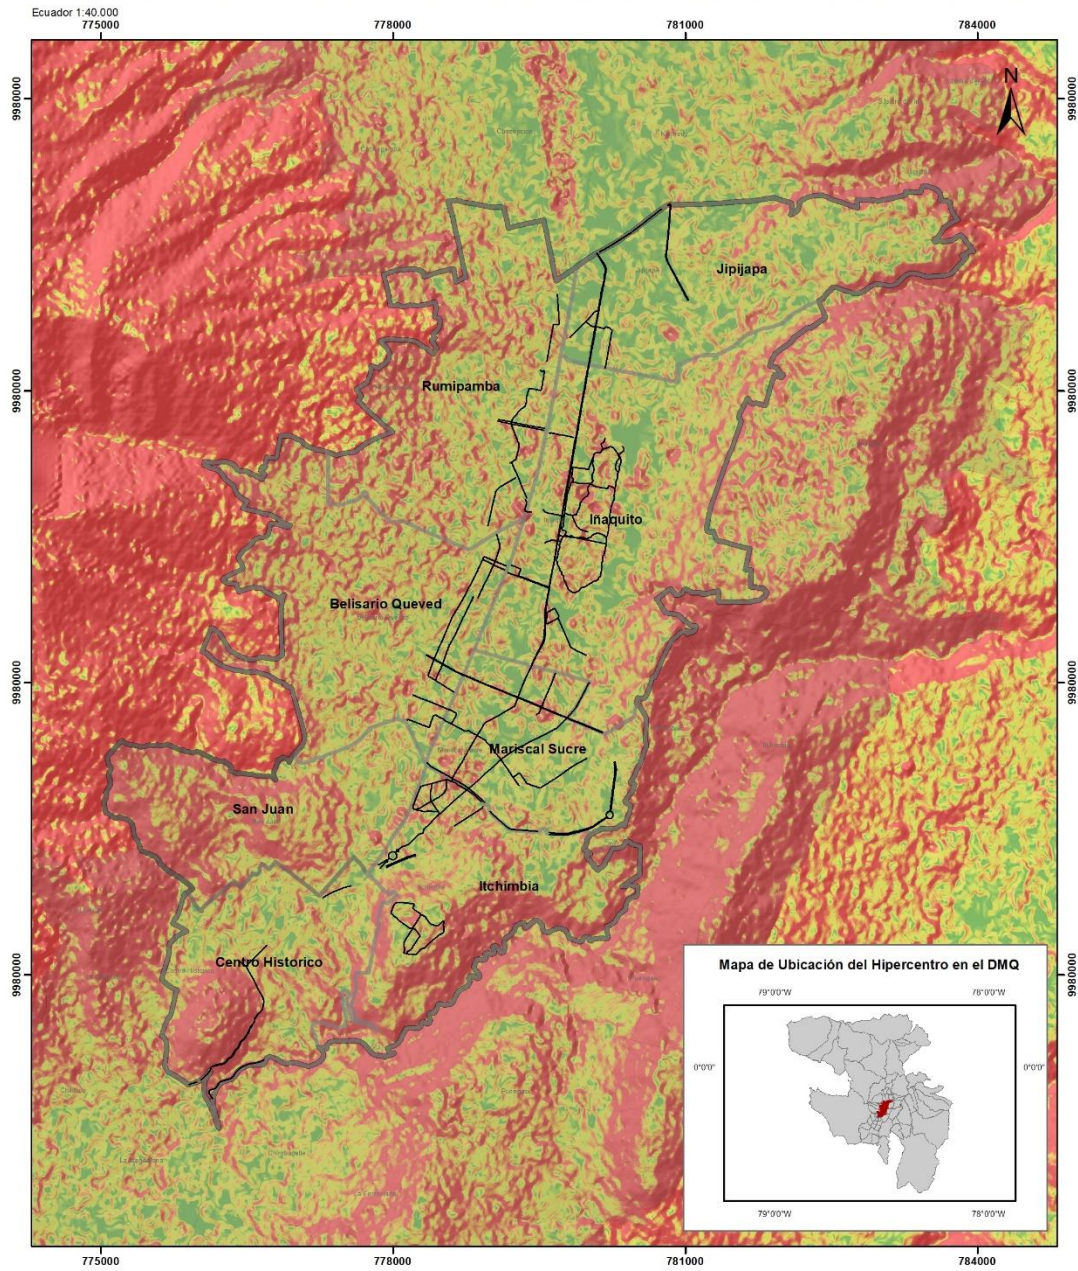 Ecuador 1:40.000
775000 778000 781000 784000
N
9980000 9980000
Jipijapa
9980000 9980000
Rumipamba
Iñaquito
Belisario Queved
9980000 9980000
Mariscal Sucre
San Juan
Itchimbia
Centro Historico
9980000 9980000
Mapa de Ubicación del Hipercentro en el DMQ
79°0'0"W 78°0'0"W
0°0'0" 0°0'0"
79°0'0"W 78°0'0"W
775000 778000 781000 784000